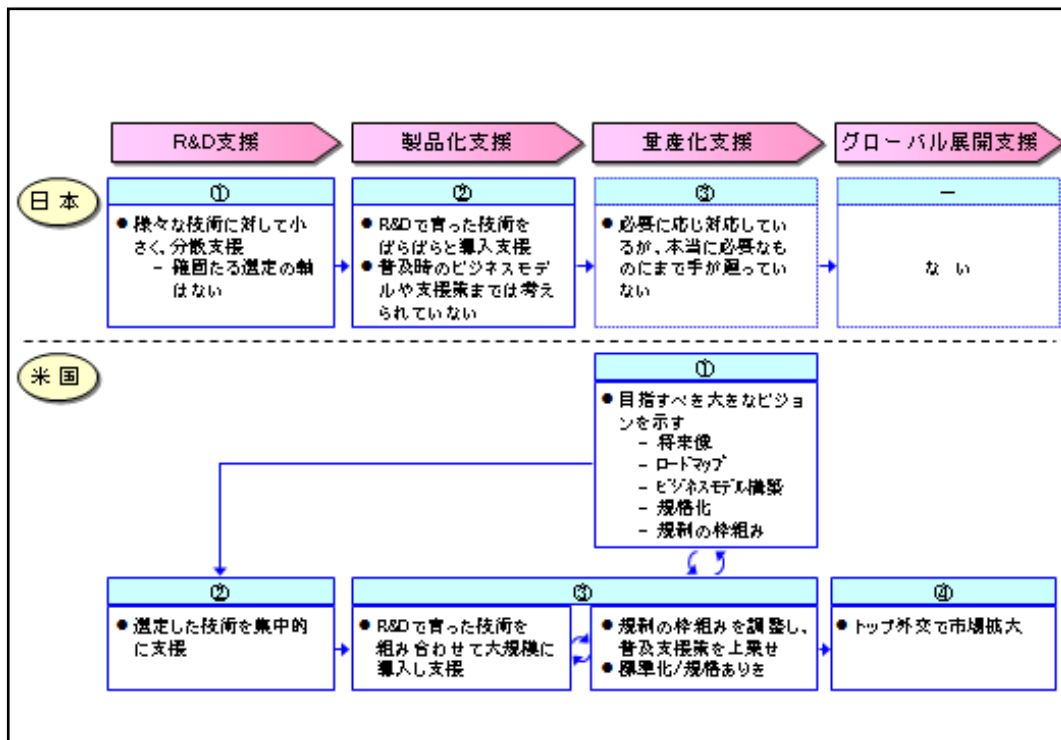 R&D支援
製品化支援
量産化支援
グローバル展開支援
日本
①
● 様々な技術に対して小
さく、分散支援
－ 確固たる選定の軸
はない
②
● R&Dで育った技術を
ばらばらと導入支援
● 普及時のビジネスモデ
ルや支援策までは考え
られていない
③
● 必要に応じ対応してい
るが、本当に必要なも
のにまで手が廻ってい
ない
－
ない
米国
①
● 目指すべき大きなビジョ
ンを示す
－ 将来像
－ ロードマップ
－ ビジネスモデル構築
－ 規格化
－ 規制の枠組み
②
● 選定した技術を集中的
に支援
③
● R&Dで育った技術を
組み合わせて大規模に
導入し支援
● 規制の枠組みを調整し、
普及支援策を上乗せ
● 標準化/規格ありき
④
● トップ外交で市場拡大